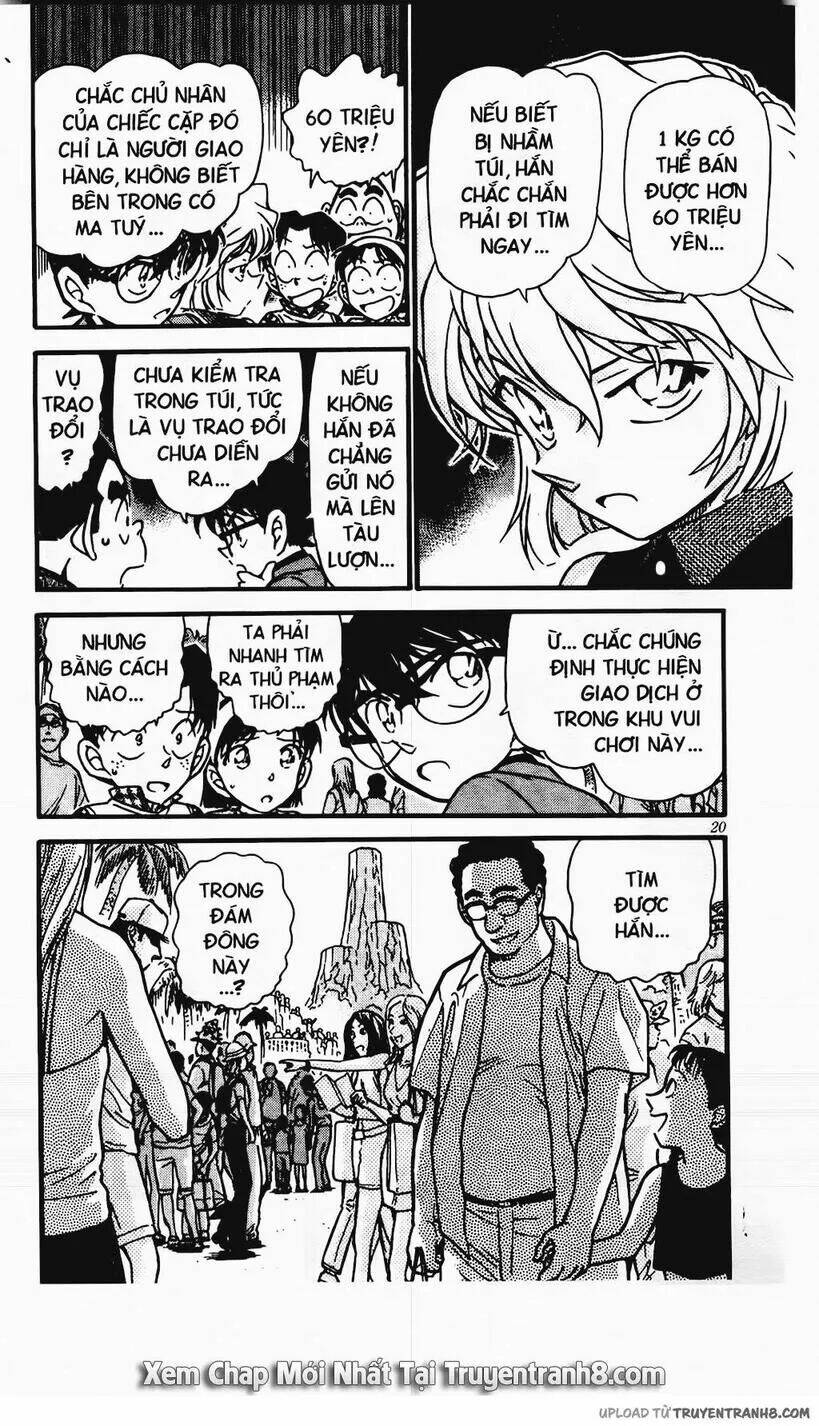 1 KG CÓ
THỂ BÁN
ĐƯỢC HƠN
60 TRIỆU
YÊN...
NẾU BIẾT
BỊ NHẦM
TÚI, HẮN
CHẮC CHẮN
PHẢI ĐI TÌM
NGAY...
60 TRIỆU
YÊN?!
CHẮC CHỦ NHÂN
CỦA CHIẾC CẶP ĐÓ
CHỈ LÀ NGƯỜI GIAO
HÀNG, KHÔNG BIẾT
BÊN TRONG CÓ
MA TUÝ...
NẾU
KHÔNG
HẮN ĐÃ
CHẲNG
GỬI NÓ
MÀ LÊN
TÀU
LƯỢN...
CHƯA KIỂM TRA
TRONG TÚI, TỨC
LÀ VỤ TRAO ĐỔI
CHƯA DIỄN
RA...
VỤ
TRAO
ĐỔI
?
Ừ... CHẮC CHÚNG
ĐỊNH THỰC HIỆN
GIAO DỊCH Ở
TRONG KHU VUI
CHƠI NÀY...
TA PHẢI
NHANH TÌM
RA THỦ PHẠM
THÔI...
NHƯNG
BẰNG CÁCH
NÀO...
20
TÌM
ĐƯỢC
HẮN...
TRONG
ĐÁM
ĐÔNG
NÀY
...?
Xem Chap Mới Nhất Tại Truyentranh8.com
UPLOAD TỪ TRUYENTRANH8.COM